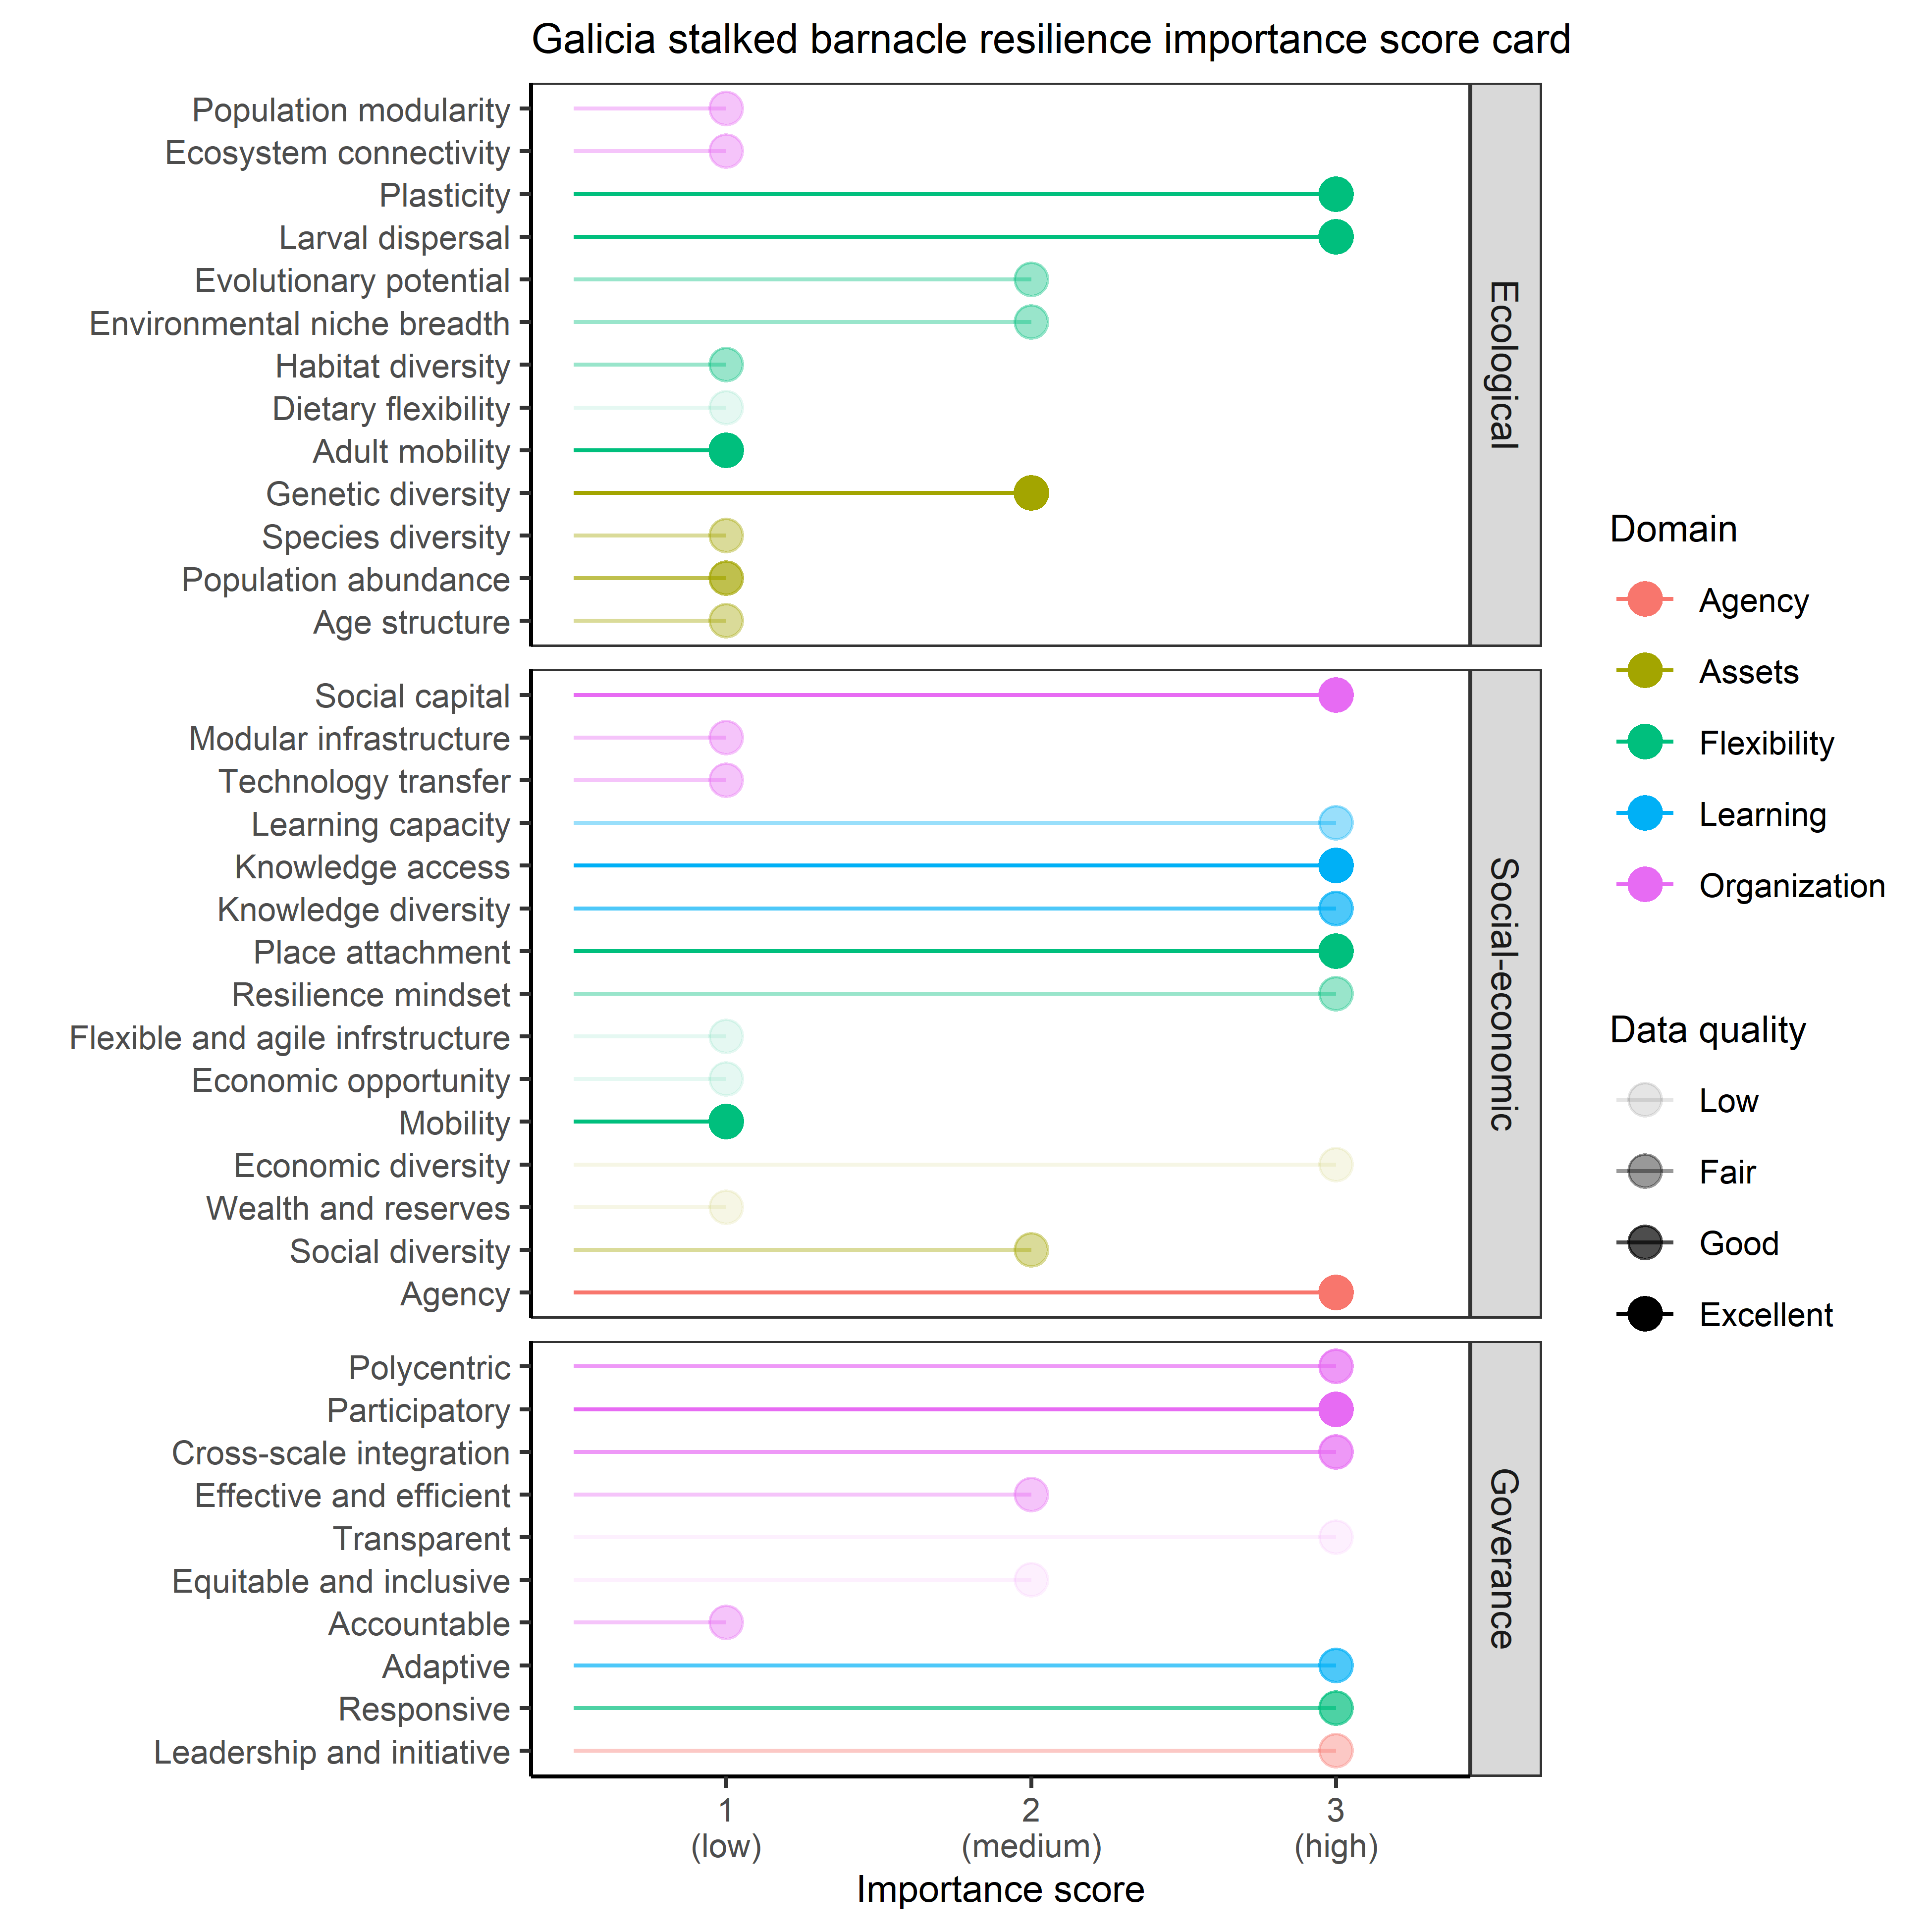 Galicia stalked barnacle resilience importance score card
Population modularity
Ecosystem connectivity
Plasticity
Larval dispersal
Evolutionary potential
Environmental niche breadth
Habitat diversity
Dietary flexibility
Adult mobility
Genetic diversity
Species diversity
Population abundance
Age structure
Ecological
Social capital
Modular infrastructure
Technology transfer
Learning capacity
Knowledge access
Knowledge diversity
Place attachment
Resilience mindset
Flexible and agile infrstructure
Economic opportunity
Mobility
Economic diversity
Wealth and reserves
Social diversity
Agency
Social-economic
Polycentric
Participatory
Cross-scale integration
Effective and efficient
Transparent
Equitable and inclusive
Accountable
Adaptive
Responsive
Leadership and initiative
Goverance
1 2 3
(low) (medium) (high)
Importance score
Domain
Agency
Assets
Flexibility
Learning
Organization
Data quality
Low
Fair
Good
Excellent